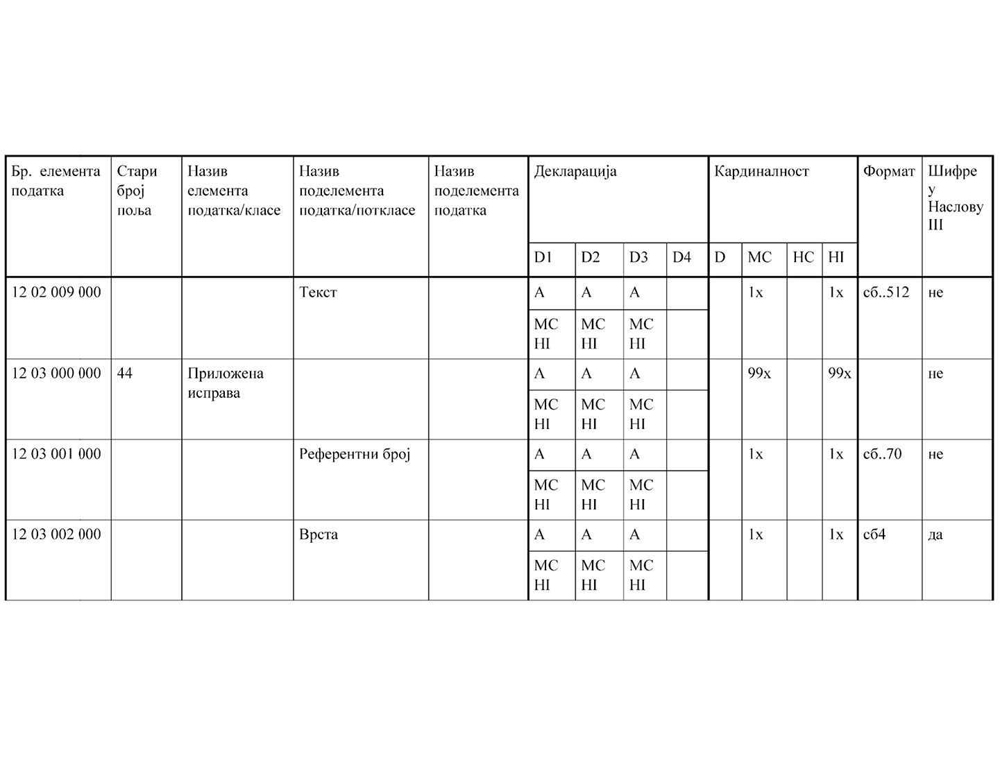 Бр. елемента податка Стари број поља Назив елемента податка/класе Назив поделемента податка/поткласе Назив поделемента податка Декларација Кардиналност Формат Шифре у Наслову III
D1 D2 D3 D4 D MC HC HI
12 02 009 000 Текст A A A 1x 1x сб..512 не
MC HI MC HI MC HI
12 03 000 000 44 Приложена исправа A A A 99x 99x не
MC HI MC HI MC HI
12 03 001 000 Референтни број A A A 1x 1x сб..70 не
MC HI MC HI MC HI
12 03 002 000 Врста A A A 1x 1x сб4 да
MC HI MC HI MC HI